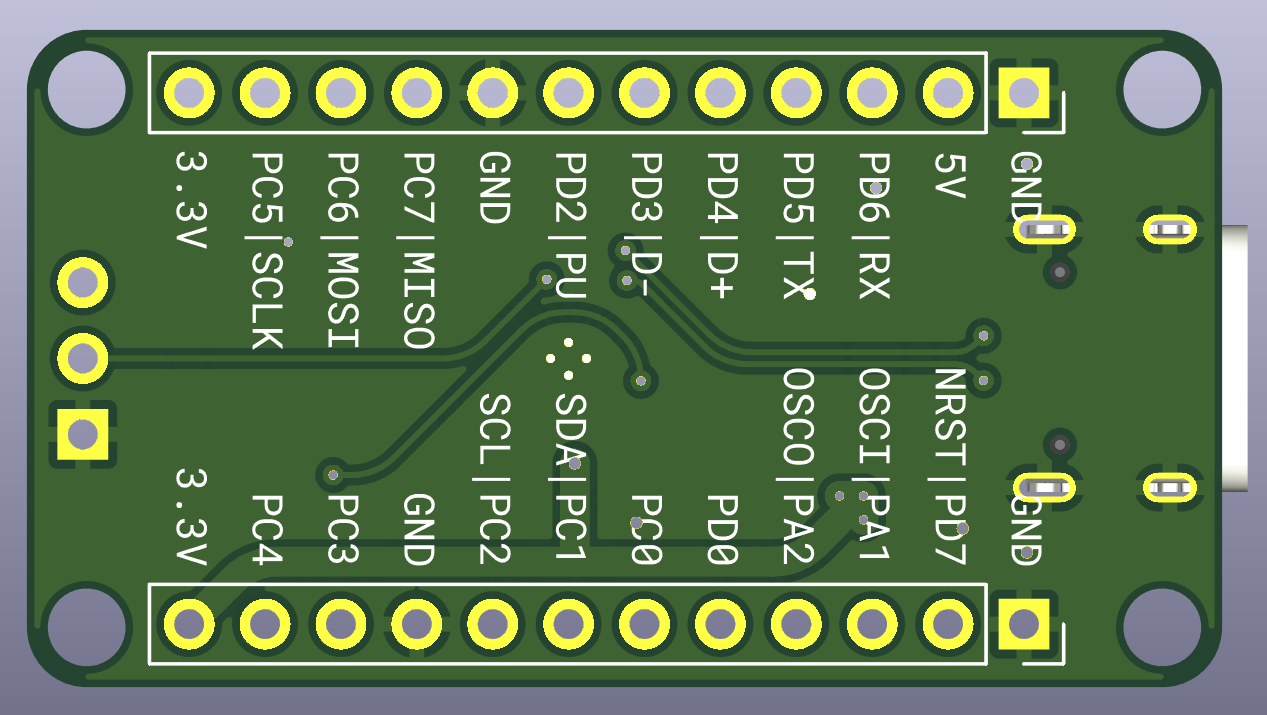 3.3V
PC5|SCLK
PC6|MOSI
PC7|MISO
GND
PD2|PU
PD3|D-
PD4|D+
PD5|TX
PD6|RX
5V
GND
3.3V
PC4
PC3
GND
SCL|PC2
SDA|PC1
PC0
PD0
OSCO|PA2
OSCI|PA1
NRST|PD7
GND